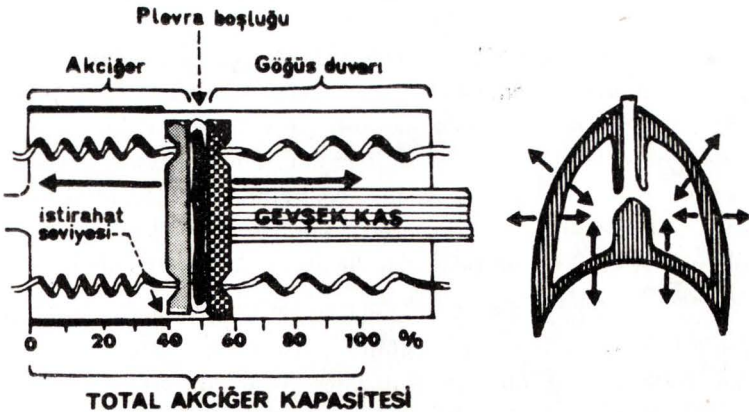 Plevra boşluğu
Akciğer
Göğüs duvarı
istirahat
seviyesi
GEVŞEK KAS
0 20 40 60 80 100 %
TOTAL AKCİĞER KAPASİTESİ